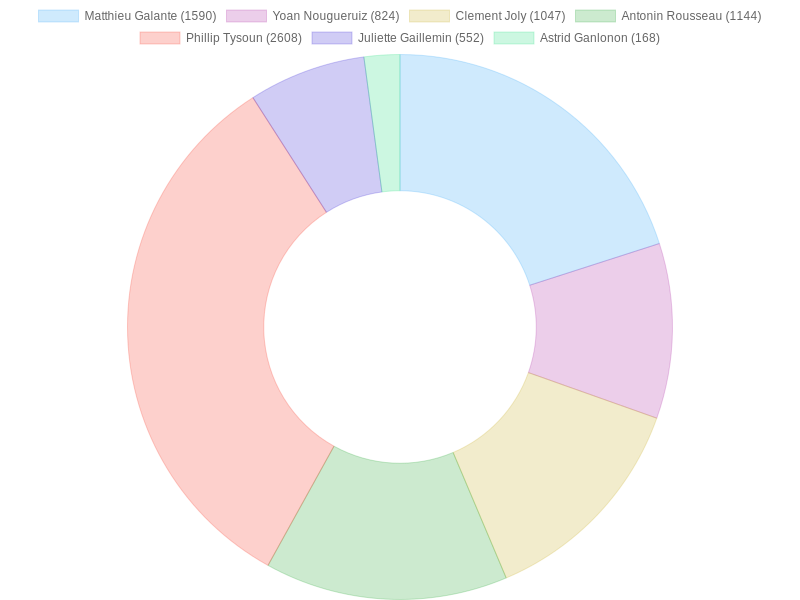 Matthieu Galante (1590) Yoan Nougueruiz (824) Clement Joly (1047) Antonin Rousseau (1144)
Phillip Tysoun (2608) Juliette Gaillemin (552) Astrid Ganlonon (168)